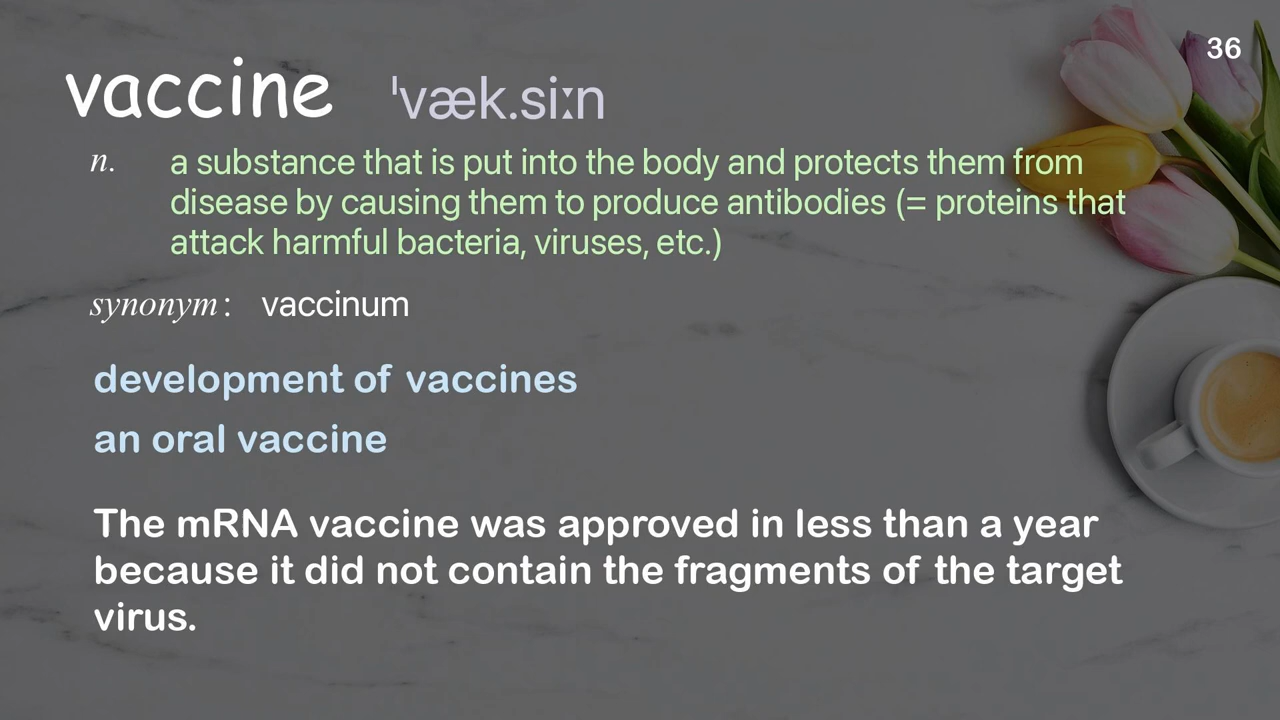 36
vaccine ˈvæk.siːn
n. a substance that is put into the body and protects them from
disease by causing them to produce antibodies (= proteins that
attack harmful bacteria, viruses, etc.)
synonym: vaccinum
development of vaccines
an oral vaccine
The mRNA vaccine was approved in less than a year
because it did not contain the fragments of the target
virus.